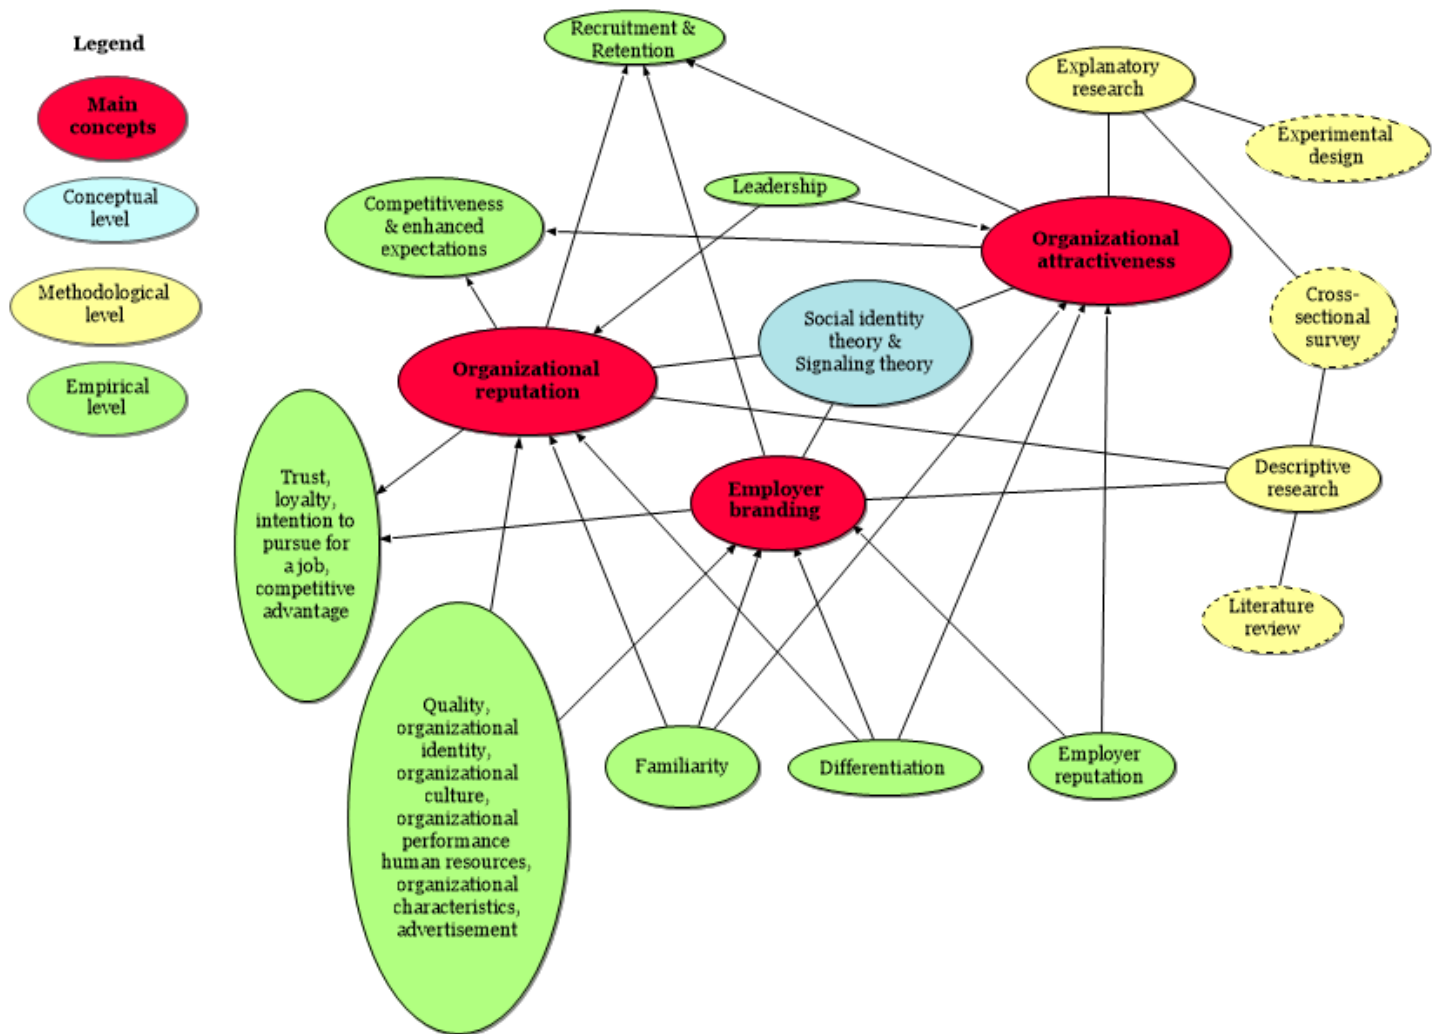 Legend
Main
concepts
Conceptual
level
Methodological
level
Empirical
level
Recruitment &
Retention
Explanatory
research
Experimental
design
Leadership
Competitiveness
& enhanced
expectations
Organizational
attractiveness
Cross-
sectional
survey
Social identity
theory &
Signaling theory
Organizational
reputation
Descriptive
research
Employer
branding
Trust,
loyalty,
intention to
pursue for
a job,
competitive
advantage
Literature
review
Quality,
organizational
identity,
organizational
culture,
organizational
performance
human resources,
organizational
characteristics,
advertisement
Familiarity
Differentiation
Employer
reputation